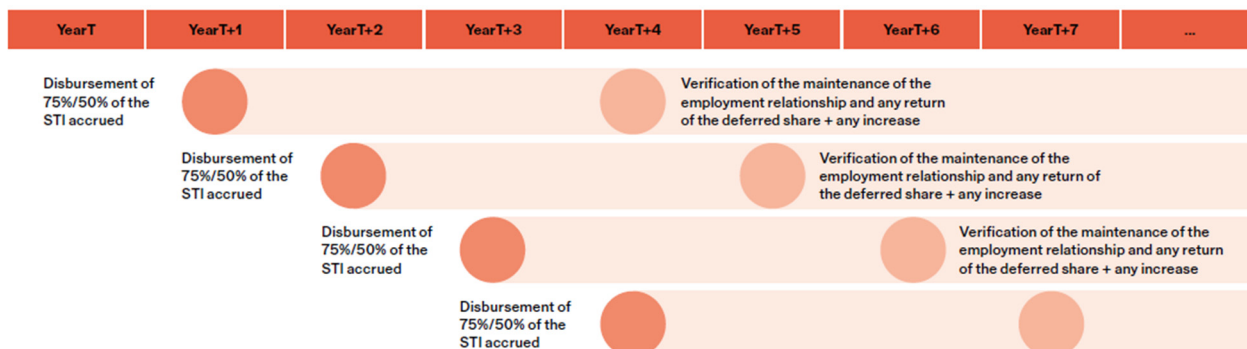 YearT YearT+1 YearT+2 YearT+3 YearT+4 YearT+5 YearT+6 YearT+7 ...
Disbursement of
75%/50% of the
STI accrued
Verification of the maintenance of the
employment relationship and any return
of the deferred share + any increase
Disbursement of
75%/50% of the
STI accrued
Verification of the maintenance of the
employment relationship and any return of
the deferred share + any increase
Disbursement of
75%/50% of the
STI accrued
Verification of the maintenance of the
employment relationship and any return
of the deferred share + any increase
Disbursement of
75%/50% of the
STI accrued